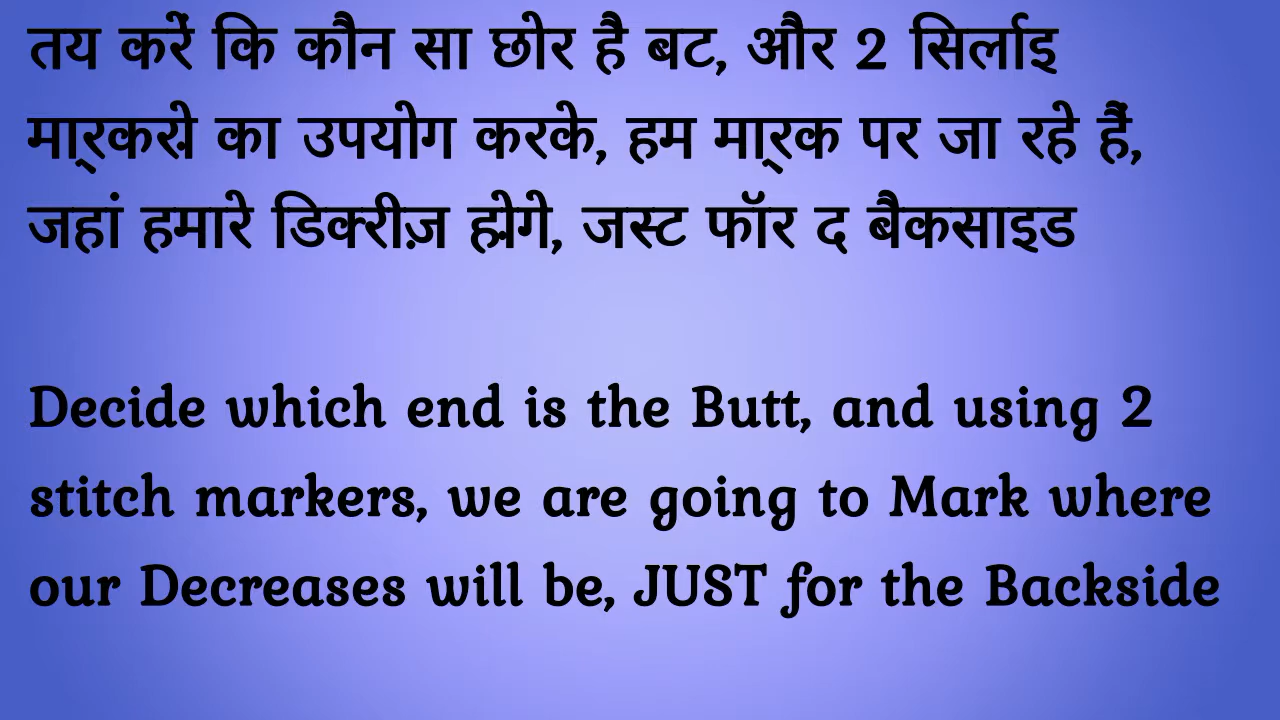 तय करें कि कौन सा छोर है बट, और 2 सिलाई
मार्करों का उपयोग करके, हम मार्क पर जा रहे हैं,
जहां हमारे डिक्रीज़ होंगे, जस्ट फॉर द बैकसाइड
Decide which end is the Butt, and using 2
stitch markers, we are going to Mark where
our Decreases will be, JUST for the Backside